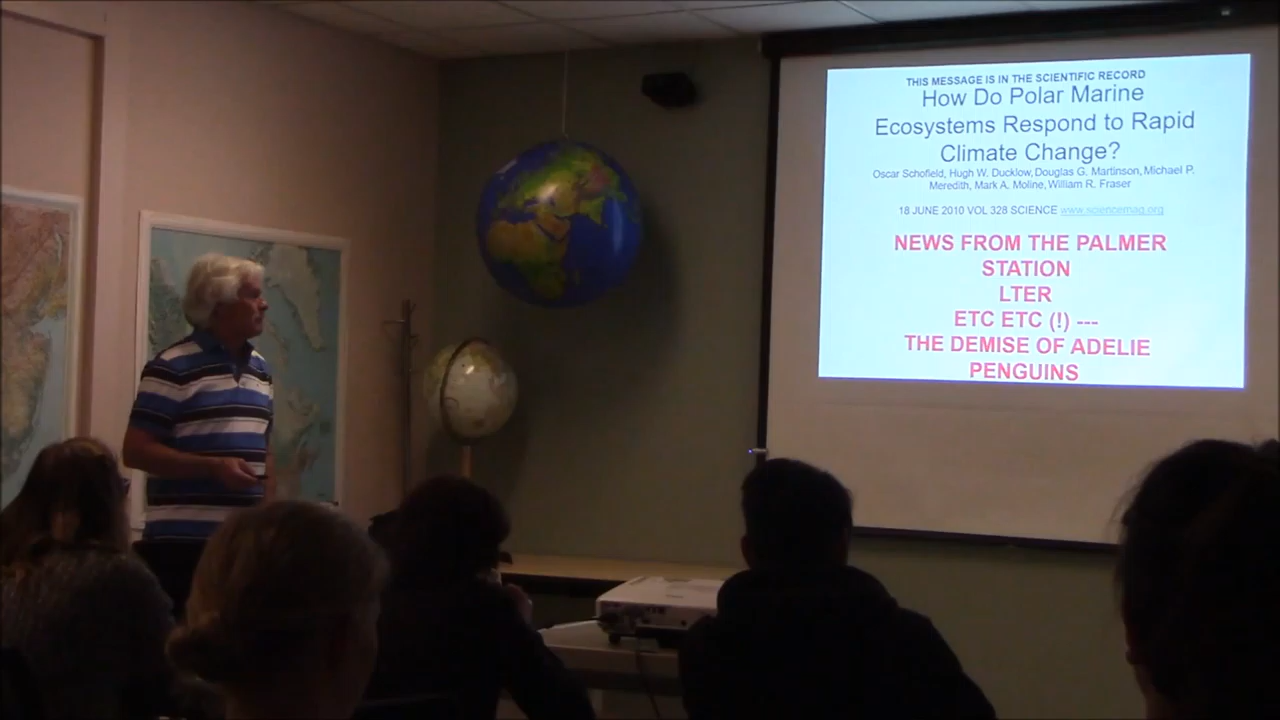 THIS MESSAGE IS IN THE SCIENTIFIC RECORD
How Do Polar Marine
Ecosystems Respond to Rapid
Climate Change?
Oscar Schofield, Hugh W. Ducklow, Douglas G. Martinson, Michael P.
Meredith, Mark A. Moline, William R. Fraser
18 JUNE 2010 VOL 328 SCIENCE www.sciencemag.org
NEWS FROM THE PALMER
STATION
LTER
ETC ETC (!) ---
THE DEMISE OF ADELIE
PENGUINS